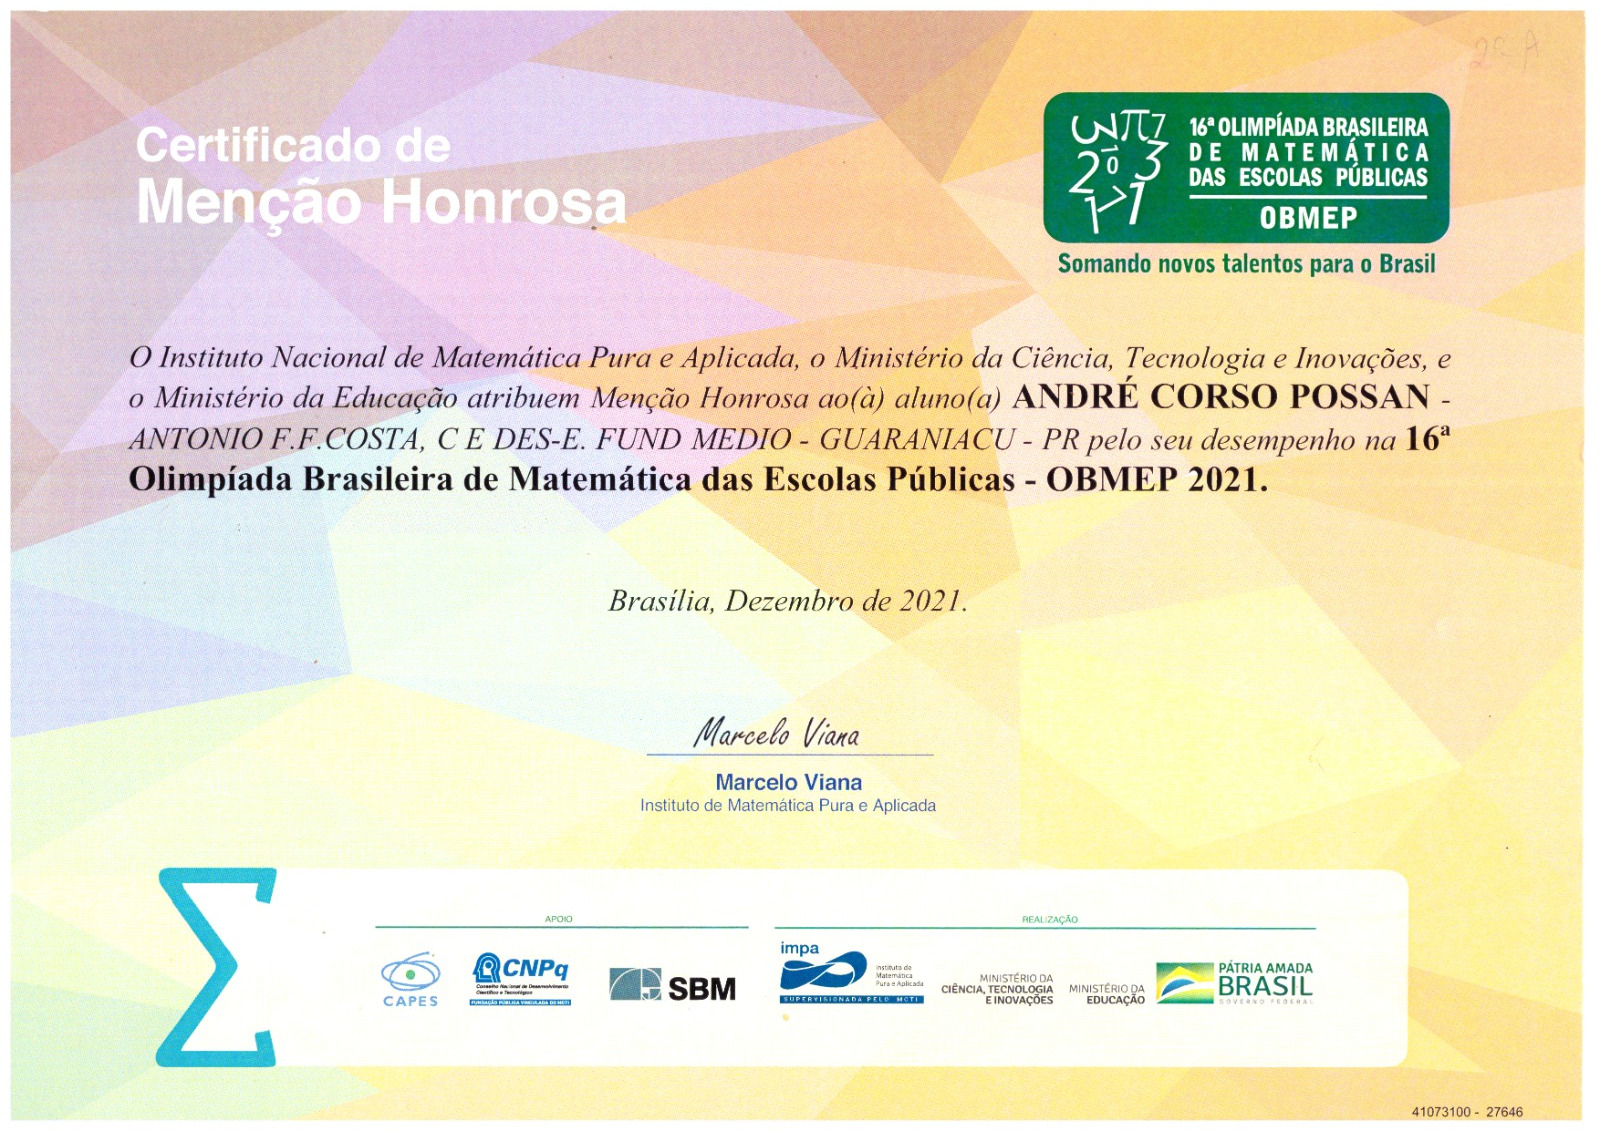 2º A
Certificado de
Menção Honrosa
16ª OLIMPÍADA BRASILEIRA
DE MATEMÁTICA
DAS ESCOLAS PÚBLICAS
OBMEP
Somando novos talentos para o Brasil
O Instituto Nacional de Matemática Pura e Aplicada, o Ministério da Ciência, Tecnologia e Inovações, e
o Ministério da Educação atribuem Menção Honrosa ao(à) aluno(a) ANDRÉ CORSO POSSAN -
ANTONIO F.F.COSTA, C E DES-E. FUND MEDIO - GUARANIACU - PR pelo seu desempenho na 16ª
Olimpíada Brasileira de Matemática das Escolas Públicas - OBMEP 2021.
Brasília, Dezembro de 2021.
Marcelo Viana
Marcelo Viana
Instituto de Matemática Pura e Aplicada
APOIO
CAPES
CNPq
Conselho Nacional de Desenvolvimento
Científico e Tecnológico
FUNDAÇÃO PÚBLICA VINCULADA AO MCTI
SBM
REALIZAÇÃO
impa
Instituto de
Matemática
Pura e Aplicada
SUPERVISIONADA PELO MCTI
MINISTÉRIO DA
CIÊNCIA, TECNOLOGIA
E INOVAÇÕES
MINISTÉRIO DA
EDUCAÇÃO
PÁTRIA AMADA
BRASIL
GOVERNO FEDERAL
41073100 - 27646